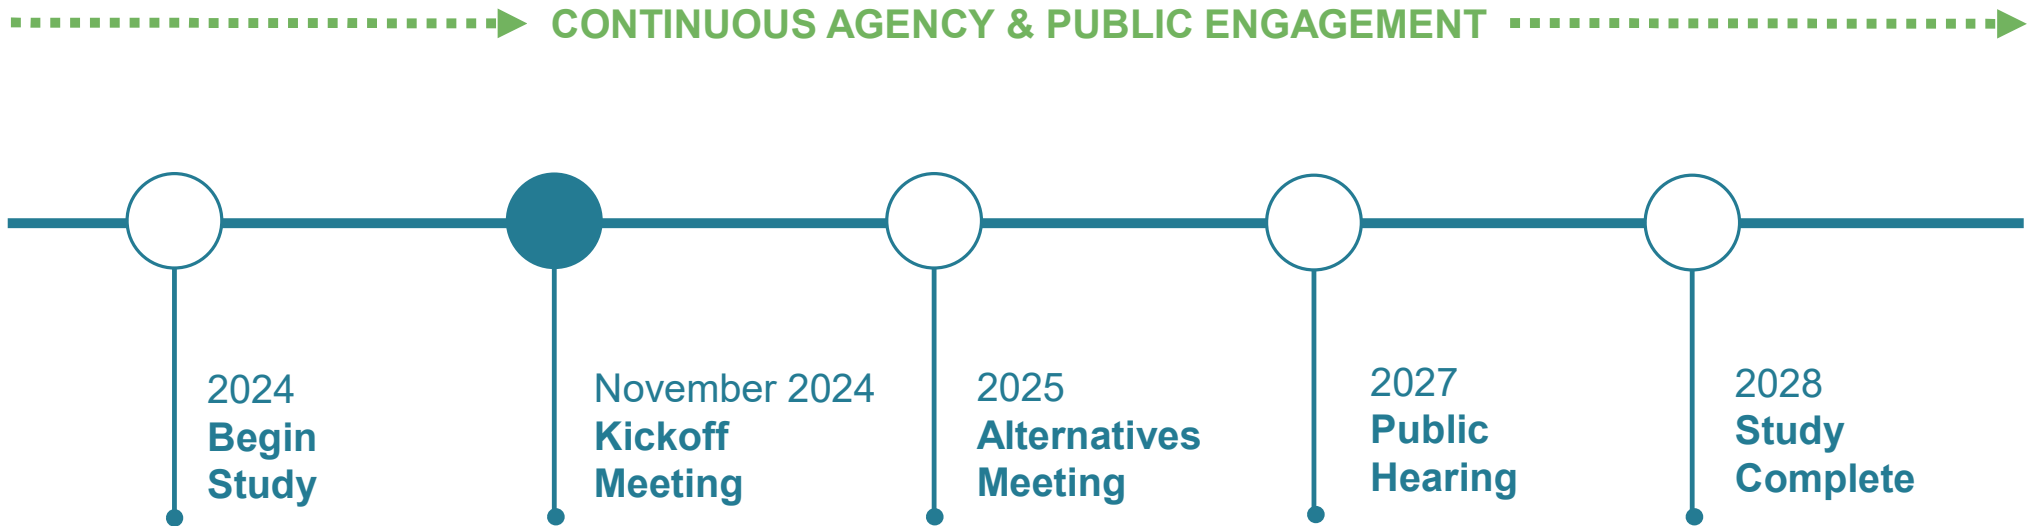 CONTINUOUS AGENCY & PUBLIC ENGAGEMENT
2024
Begin
Study
November 2024
Kickoff
Meeting
2025
Alternatives
Meeting
2027
Public
Hearing
2028
Study
Complete